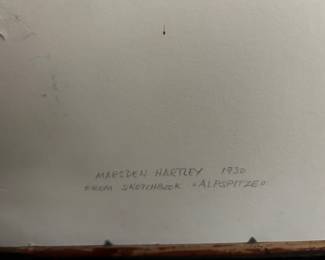 MARSDEN HARTLEY 1930
FROM SKETCHBOOK "ALPSPITZE"